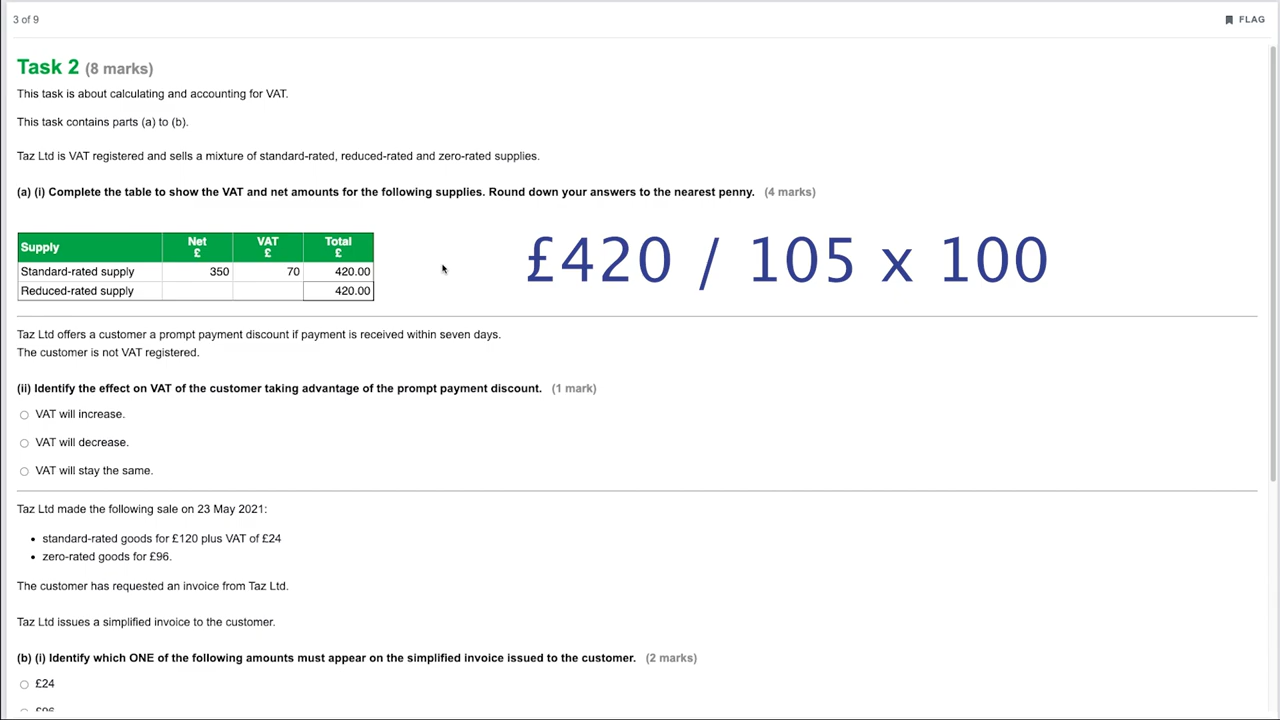 3 of 9
FLAG
Task 2 (8 marks)
This task is about calculating and accounting for VAT.
This task contains parts (a) to (b).
Taz Ltd is VAT registered and sells a mixture of standard-rated, reduced-rated and zero-rated supplies.
(a) (i) Complete the table to show the VAT and net amounts for the following supplies. Round down your answers to the nearest penny. (4 marks)
Supply Net £ VAT £ Total £
Standard-rated supply 350 70 420.00
Reduced-rated supply 420.00
£420 / 105 x 100
Taz Ltd offers a customer a prompt payment discount if payment is received within seven days.
The customer is not VAT registered.
(ii) Identify the effect on VAT of the customer taking advantage of the prompt payment discount. (1 mark)
VAT will increase.
VAT will decrease.
VAT will stay the same.
Taz Ltd made the following sale on 23 May 2021:
• standard-rated goods for £120 plus VAT of £24
• zero-rated goods for £96.
The customer has requested an invoice from Taz Ltd.
Taz Ltd issues a simplified invoice to the customer.
(b) (i) Identify which ONE of the following amounts must appear on the simplified invoice issued to the customer. (2 marks)
£24